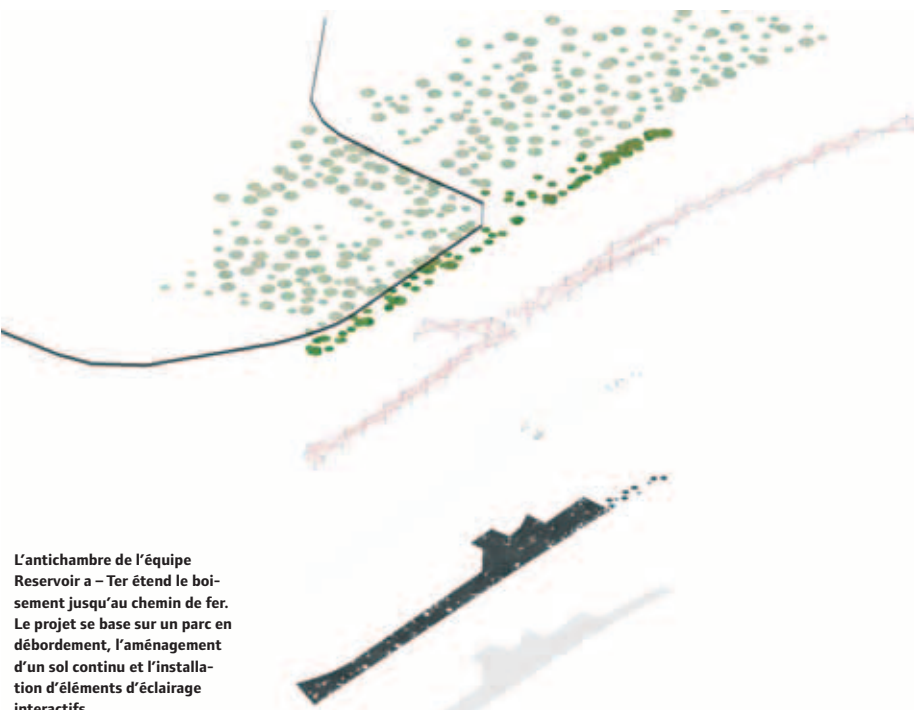 L'antichambre de l'équipe
Reservoir a – Ter étend le boi-
sement jusqu'au chemin de fer.
Le projet se base sur un parc en
débordement, l'aménagement
d'un sol continu et l'installa-
tion d'éléments d'éclairage
interactifs.